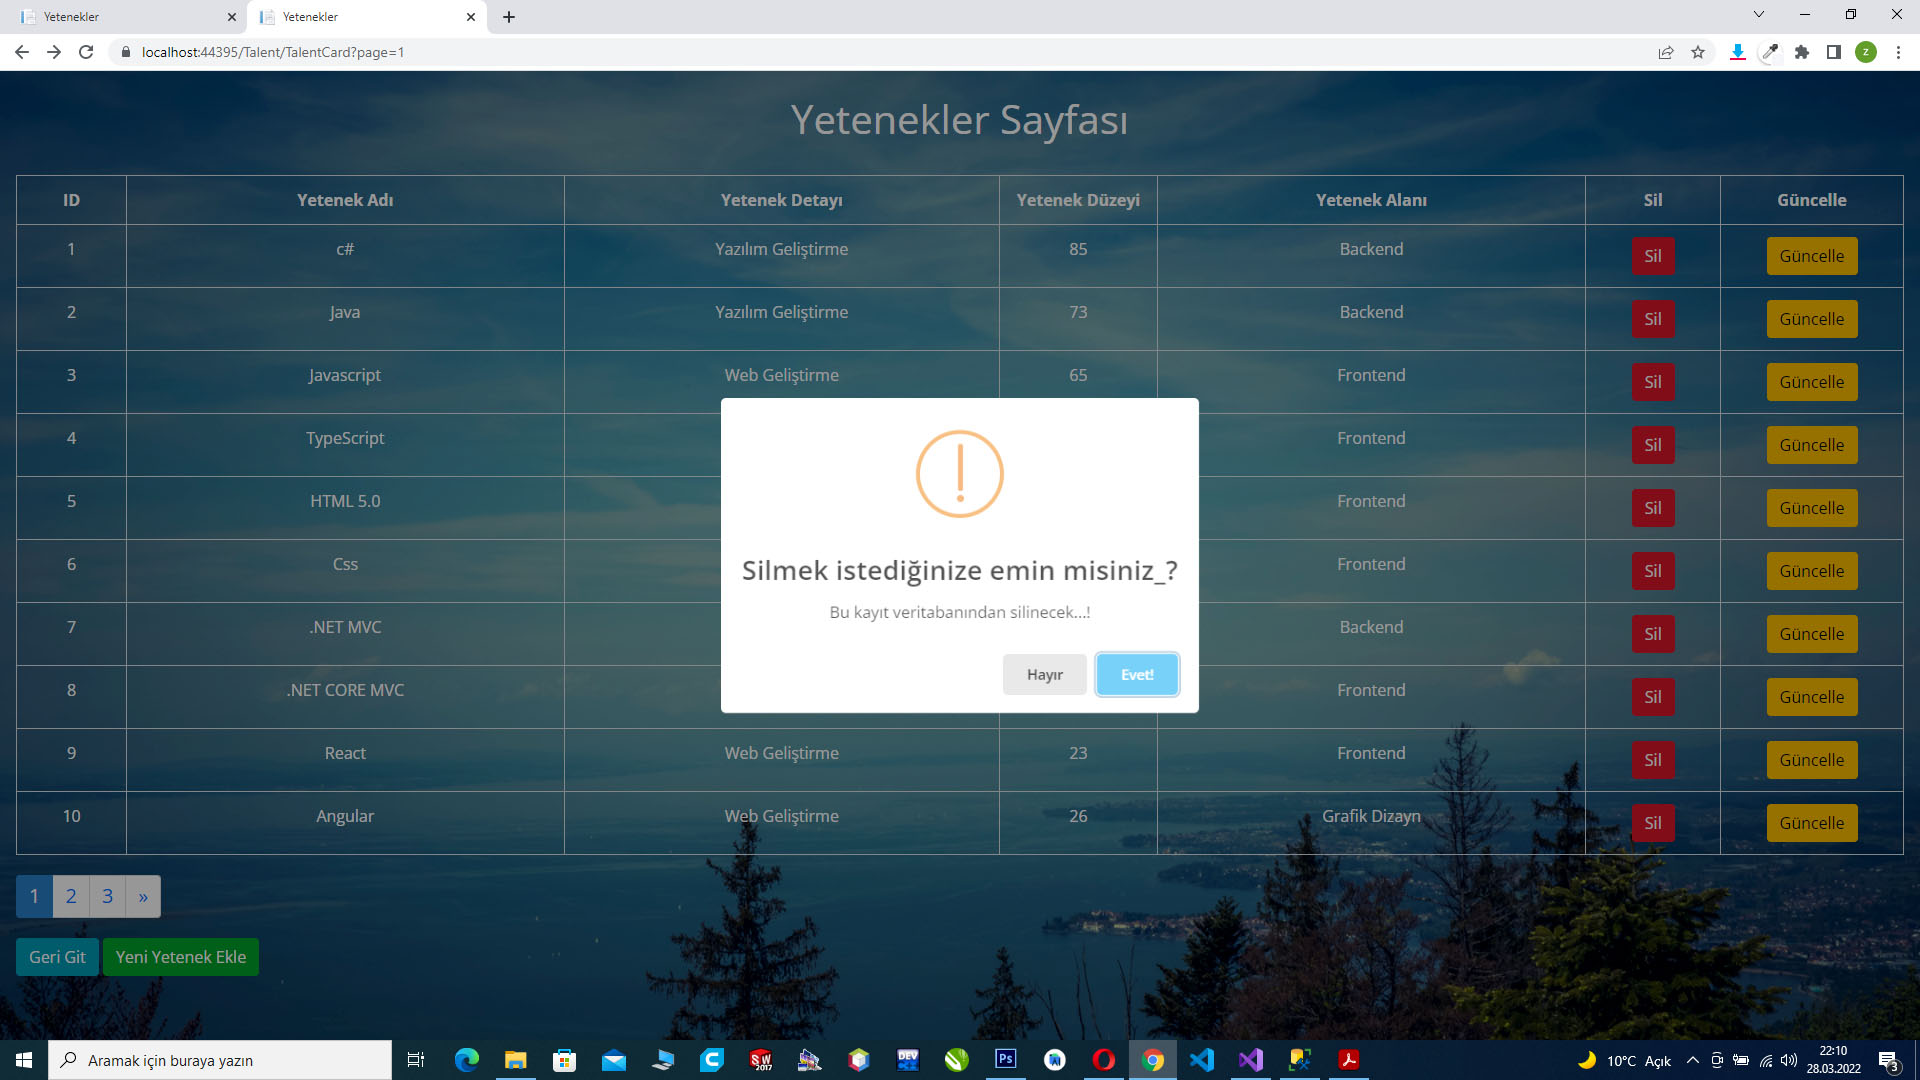 Yetenekler
Yetenekler
localhost:44395/Talent/TalentCard?page=1
z
Yetenekler Sayfası
ID Yetenek Adı Yetenek Detayı Yetenek Düzeyi Yetenek Alanı Sil Güncelle
1 c# Yazılım Geliştirme 85 Backend Sil Güncelle
2 Java Yazılım Geliştirme 73 Backend Sil Güncelle
3 Javascript Web Geliştirme 65 Frontend Sil Güncelle
4 TypeScript Frontend Sil Güncelle
5 HTML 5.0 Frontend Sil Güncelle
6 Css Frontend Sil Güncelle
7 .NET MVC Backend Sil Güncelle
8 .NET CORE MVC Frontend Sil Güncelle
9 React Web Geliştirme 23 Frontend Sil Güncelle
10 Angular Web Geliştirme 26 Grafik Dizayn Sil Güncelle
Silmek istediğinize emin misiniz_?
Bu kayıt veritabanından silinecek...!
Hayır Evet!
1 2 3 »
Geri Git Yeni Yetenek Ekle
Aramak için buraya yazın
SW 2017
DEV
Ps
10°C Açık
22:10
28.03.2022
3